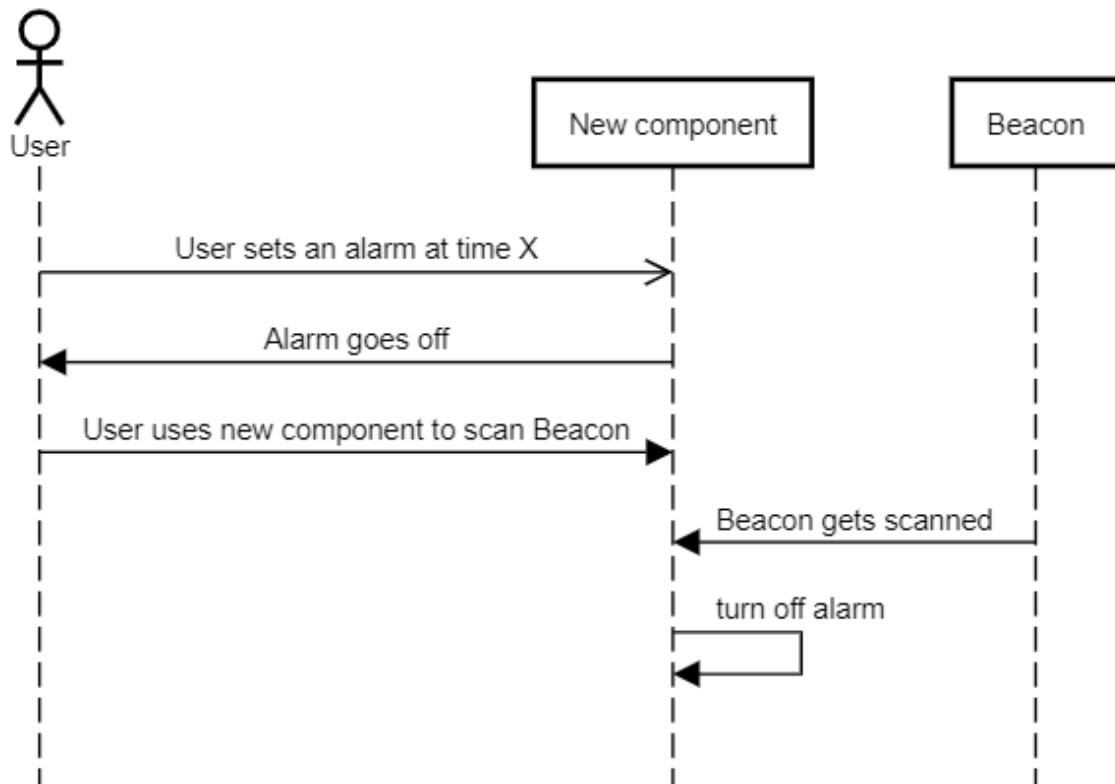 User
New component
Beacon
User sets an alarm at time X
Alarm goes off
User uses new component to scan Beacon
Beacon gets scanned
turn off alarm